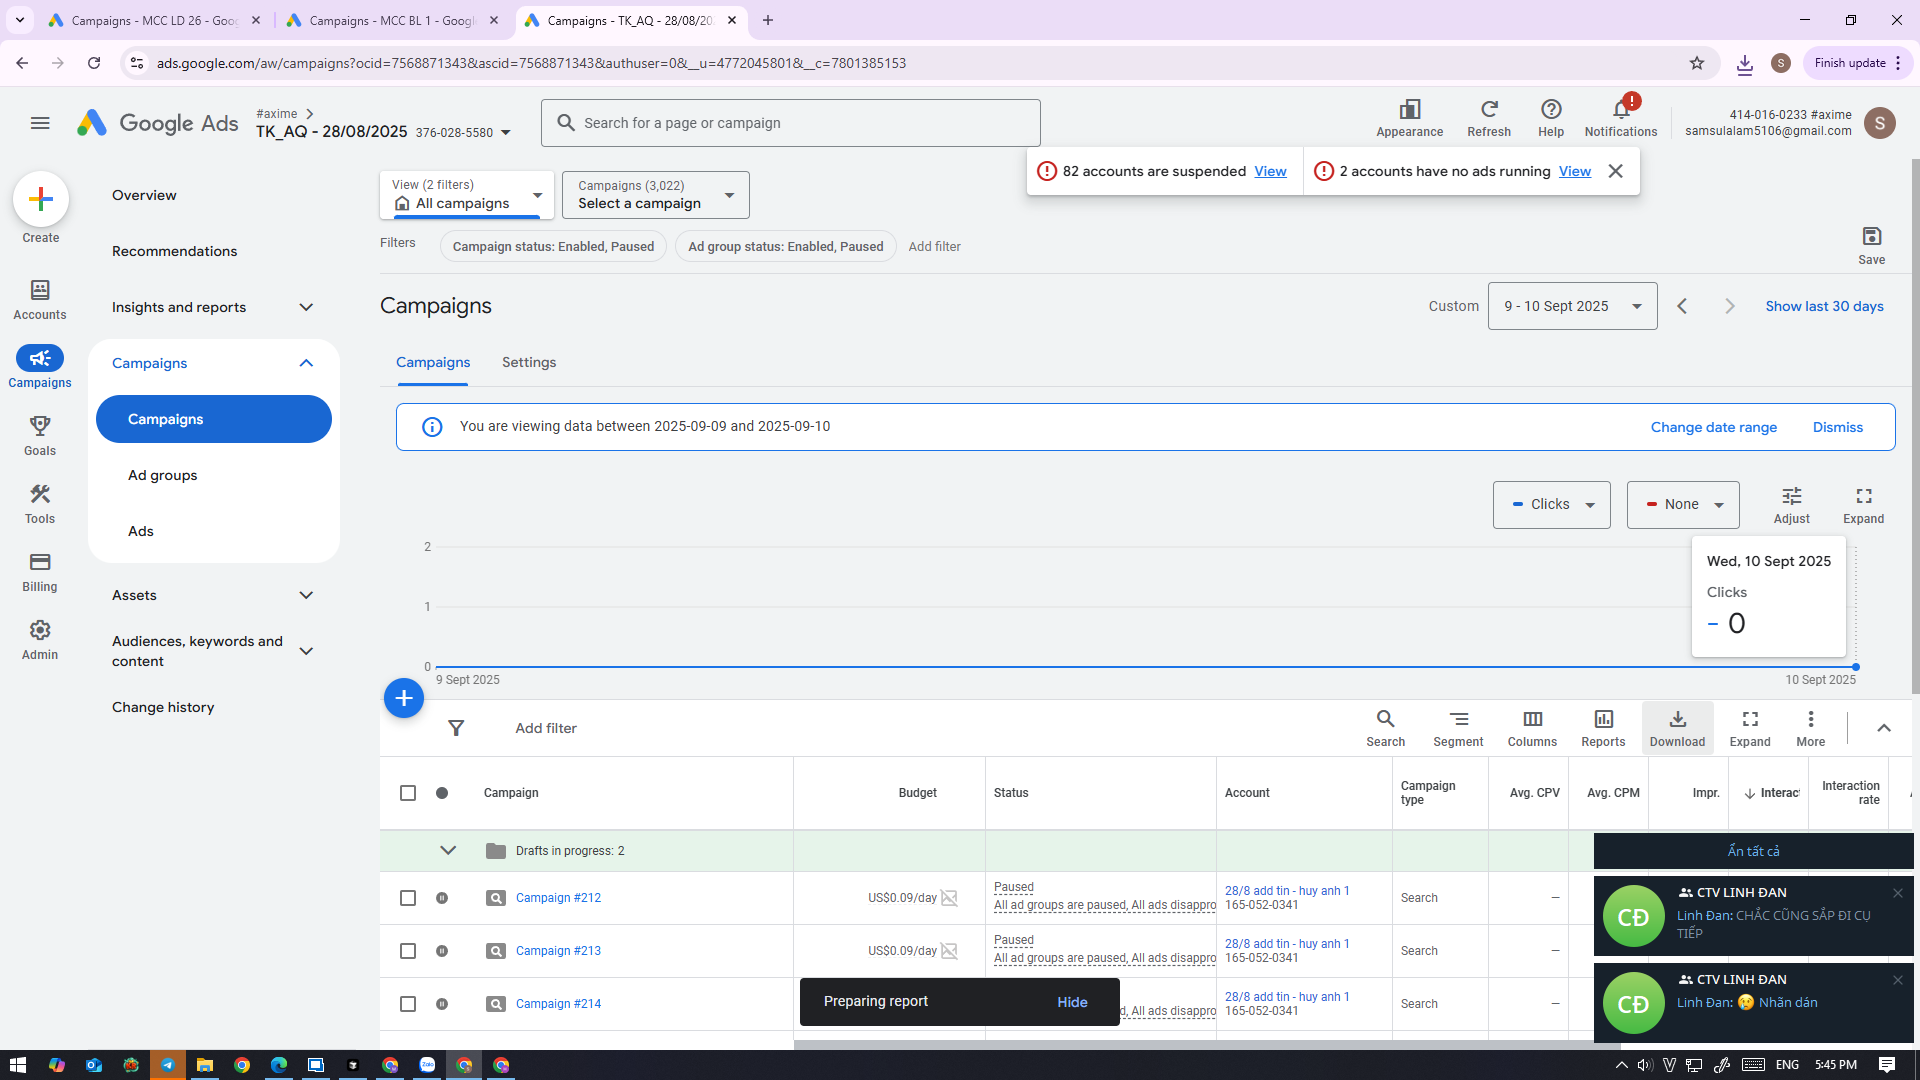 Campaigns - MCC LD 26 - Goog
Campaigns - MCC BL 1 - Google
Campaigns - TK_AQ - 28/08/202
ads.google.com/aw/campaigns?ocid=7568871343&ascid=7568871343&authuser=0&__u=4772045801&__c=7801385153
S
Finish update
Google Ads
#axime
TK_AQ - 28/08/2025 376-028-5580
Search for a page or campaign
Appearance
Refresh
Help
Notifications
414-016-0233 #axime
samsulalam5106@gmail.com
S
82 accounts are suspended View
2 accounts have no ads running View
Create
Accounts
Campaigns
Goals
Tools
Billing
Admin
Overview
Recommendations
Insights and reports
Campaigns
Campaigns
Ad groups
Ads
Assets
Audiences, keywords and
content
Change history
View (2 filters)
All campaigns
Campaigns (3,022)
Select a campaign
Filters
Campaign status: Enabled, Paused
Ad group status: Enabled, Paused
Add filter
Save
Campaigns
Custom
9 - 10 Sept 2025
Show last 30 days
Campaigns
Settings
You are viewing data between 2025-09-09 and 2025-09-10
Change date range
Dismiss
Clicks
None
Adjust
Expand
2
1
0
9 Sept 2025
10 Sept 2025
Wed, 10 Sept 2025
Clicks
0
Add filter
Search
Segment
Columns
Reports
Download
Expand
More
Campaign
Budget
Status
Account
Campaign
type
Avg. CPV
Avg. CPM
Impr.
Interac
Interaction
rate
Drafts in progress: 2
Campaign #212
US$0.09/day
Paused
All ad groups are paused, All ads disappro
28/8 add tin - huy anh 1
165-052-0341
Search
—
Campaign #213
US$0.09/day
Paused
All ad groups are paused, All ads disappro
28/8 add tin - huy anh 1
165-052-0341
Search
—
Campaign #214
d, All ads disappro
28/8 add tin - huy anh 1
165-052-0341
Search
—
Preparing report
Hide
Ẩn tất cả
CĐ
CTV LINH ĐAN
Linh Đan: CHẮC CŨNG SẮP ĐI CỤ
TIẾP
CĐ
CTV LINH ĐAN
Linh Đan: 😢 Nhãn dán
Zalo
ENG
5:45 PM